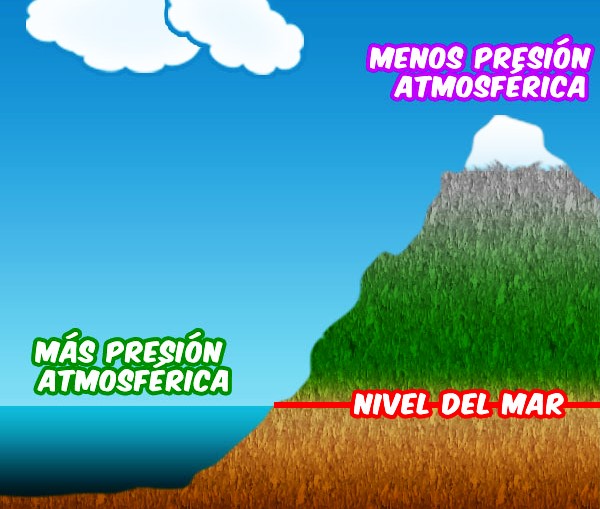 MENOS PRESIÓN
ATMOSFÉRICA
MÁS PRESIÓN
ATMOSFÉRICA
NIVEL DEL MAR